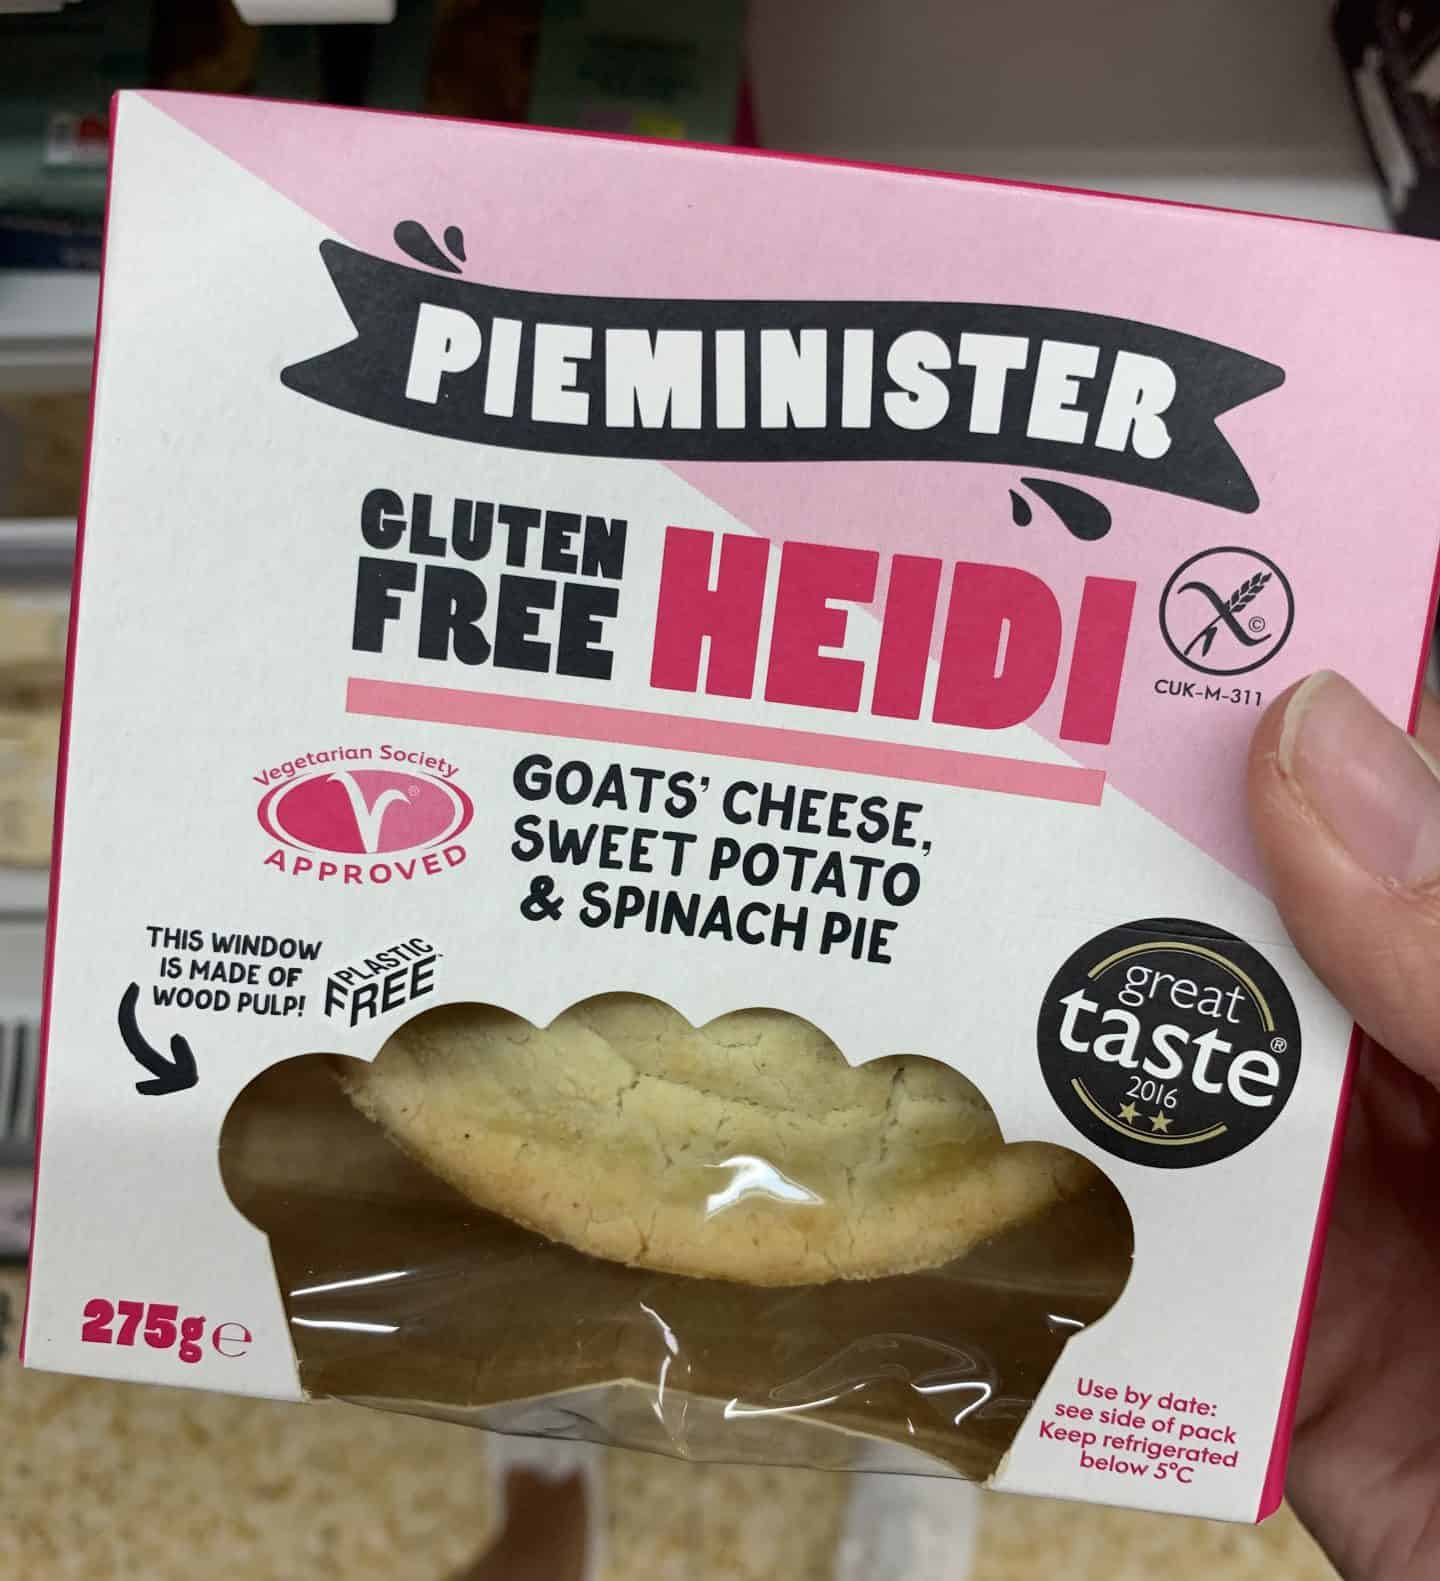 PIEMINISTER
GLUTEN
FREE
HEIDI
©
CUK-M-311
Vegetarian Society
®
APPROVED
GOATS' CHEESE,
SWEET POTATO
& SPINACH PIE
THIS WINDOW
IS MADE OF
WOOD PULP!
PLASTIC
FREE
great
taste®
2016
275g℮
Use by date:
see side of pack
Keep refrigerated
below 5°C